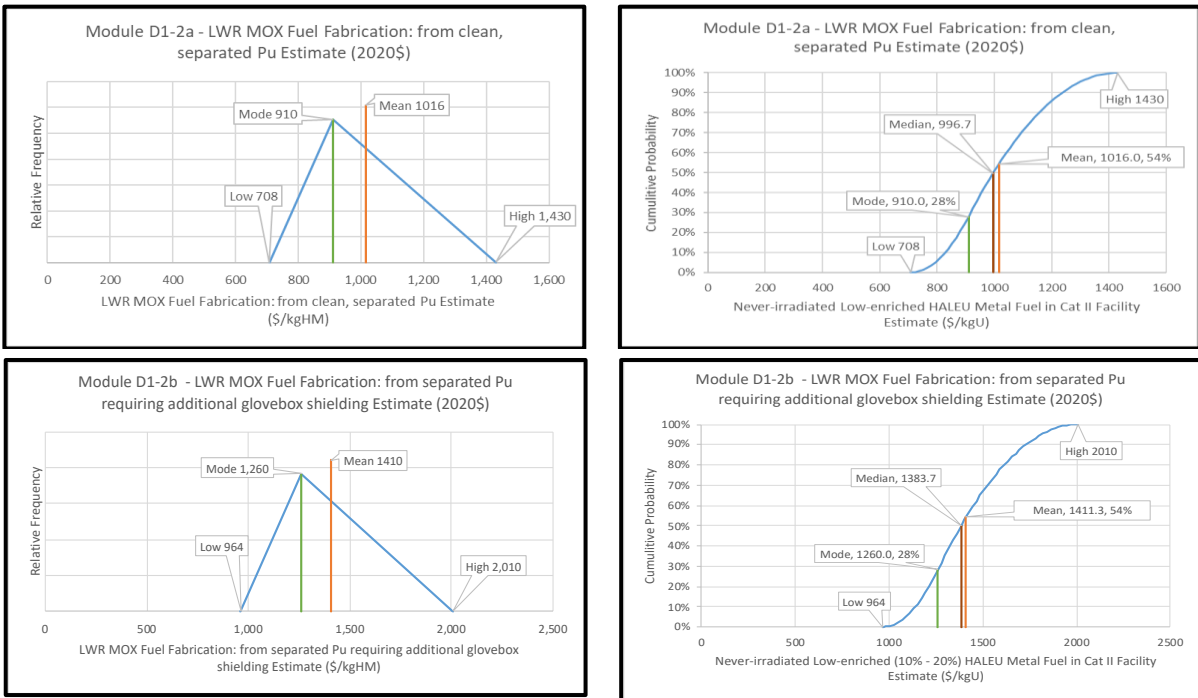 Module D1-2a - LWR MOX Fuel Fabrication: from clean,
separated Pu Estimate (2020$)
Relative Frequency
Mode 910
Mean 1016
Low 708
High 1,430
0 200 400 600 800 1,000 1,200 1,400 1,600
LWR MOX Fuel Fabrication: from clean, separated Pu Estimate
($/kgHM)
Module D1-2a - LWR MOX Fuel Fabrication: from clean,
separated Pu Estimate (2020$)
Cumulitive Probability
100%
90%
80%
70%
60%
50%
40%
30%
20%
10%
0%
High 1430
Median, 996.7
Mean, 1016.0, 54%
Mode, 910.0, 28%
Low 708
0 200 400 600 800 1000 1200 1400 1600
Never-irradiated Low-enriched HALEU Metal Fuel in Cat II Facility
Estimate ($/kgU)
Module D1-2b - LWR MOX Fuel Fabrication: from separated Pu
requiring additional glovebox shielding Estimate (2020$)
Relative Frequency
Mode 1,260
Mean 1410
Low 964
High 2,010
0 500 1,000 1,500 2,000 2,500
LWR MOX Fuel Fabrication: from separated Pu requiring additional glovebox
shielding Estimate ($/kgHM)
Module D1-2b - LWR MOX Fuel Fabrication: from separated Pu
requiring additional glovebox shielding Estimate (2020$)
Cumulitive Probability
100%
90%
80%
70%
60%
50%
40%
30%
20%
10%
0%
High 2010
Median, 1383.7
Mean, 1411.3, 54%
Mode, 1260.0, 28%
Low 964
0 500 1000 1500 2000 2500
Never-irradiated Low-enriched (10% - 20%) HALEU Metal Fuel in Cat II Facility
Estimate ($/kgU)